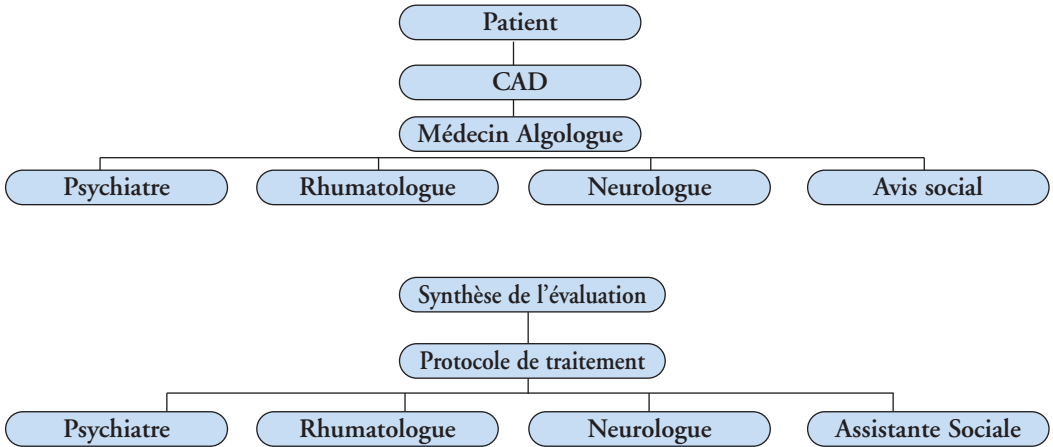 Patient
CAD
Médecin Algologue
Psychiatre Rhumatologue Neurologue Avis social
Synthèse de l'évaluation
Protocole de traitement
Psychiatre Rhumatologue Neurologue Assistante Sociale